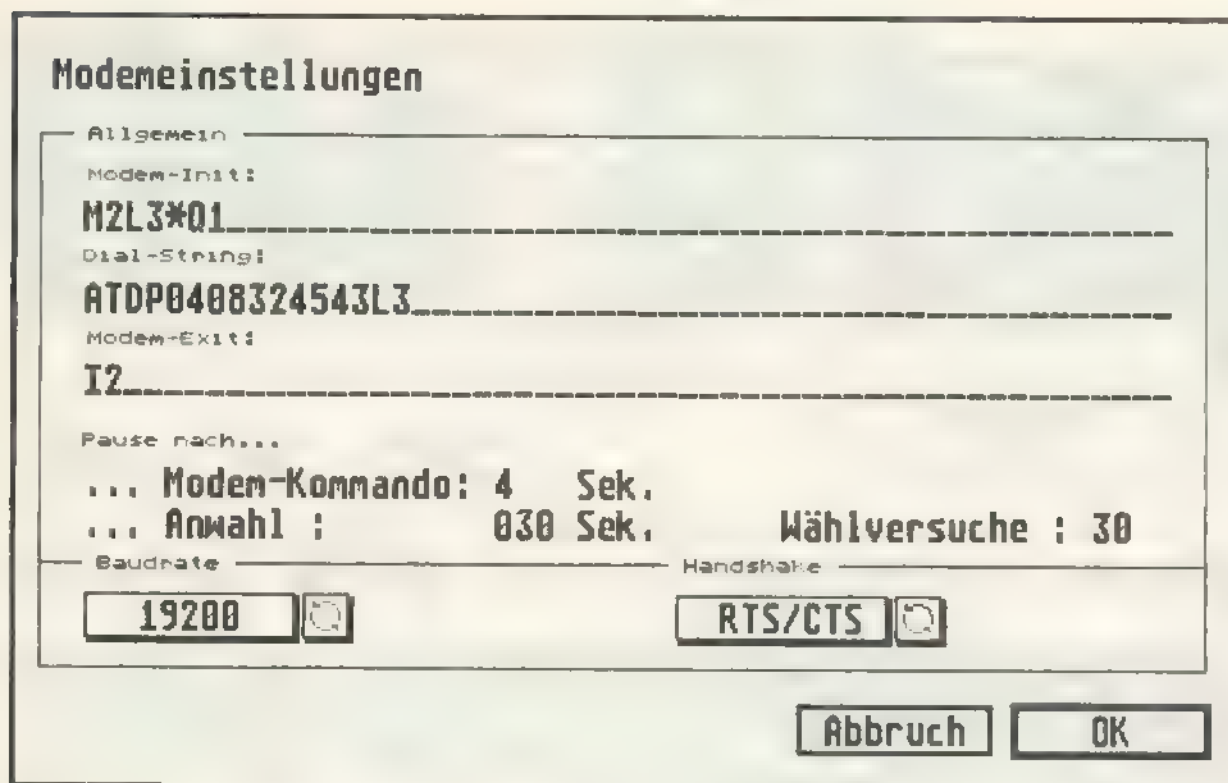 Modemeinstellungen
Allgemein
Modem-Init:
M2L3*Q1
Dial-String:
ATDP0408324543L3
Modem-Exit:
I2
Pause nach...
... Modem-Kommando: 4 Sek.
... Anwahl : 030 Sek. Wählversuche : 30
Baudrate Handshake
19200 RTS/CTS
Abbruch OK